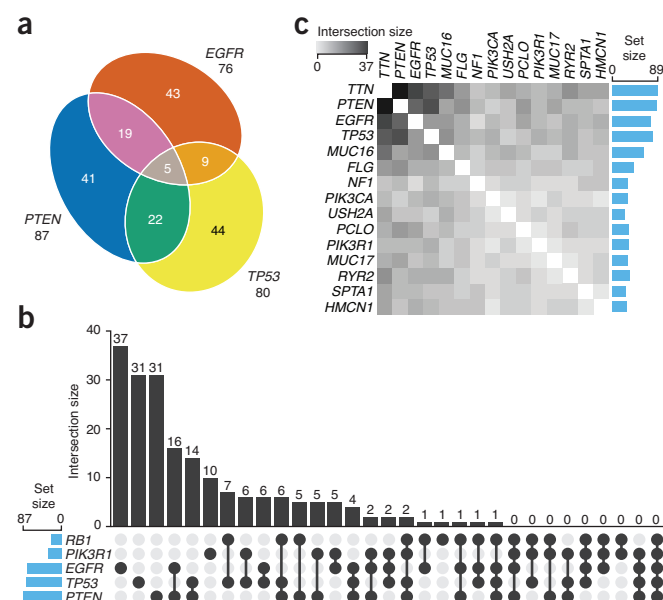 a
EGFR
76
43
19
5
9
41
22
44
PTEN
87
TP53
80
c
Intersection size
0 37
TTN PTEN EGFR TP53 MUC16 FLG NF1 PIK3CA USH2A PCLO PIK3R1 MUC17 RYR2 SPTA1 HMCN1
Set
size
0 89
TTN
PTEN
EGFR
TP53
MUC16
FLG
NF1
PIK3CA
USH2A
PCLO
PIK3R1
MUC17
RYR2
SPTA1
HMCN1
b
Intersection size
40
30
20
10
0
37 31 31 16 14 10 7 6 6 6 5 5 5 4 2 2 2 1 1 1 1 1 0 0 0 0 0 0 0 0 0
Set
size
87 0
RB1
PIK3R1
EGFR
TP53
PTEN